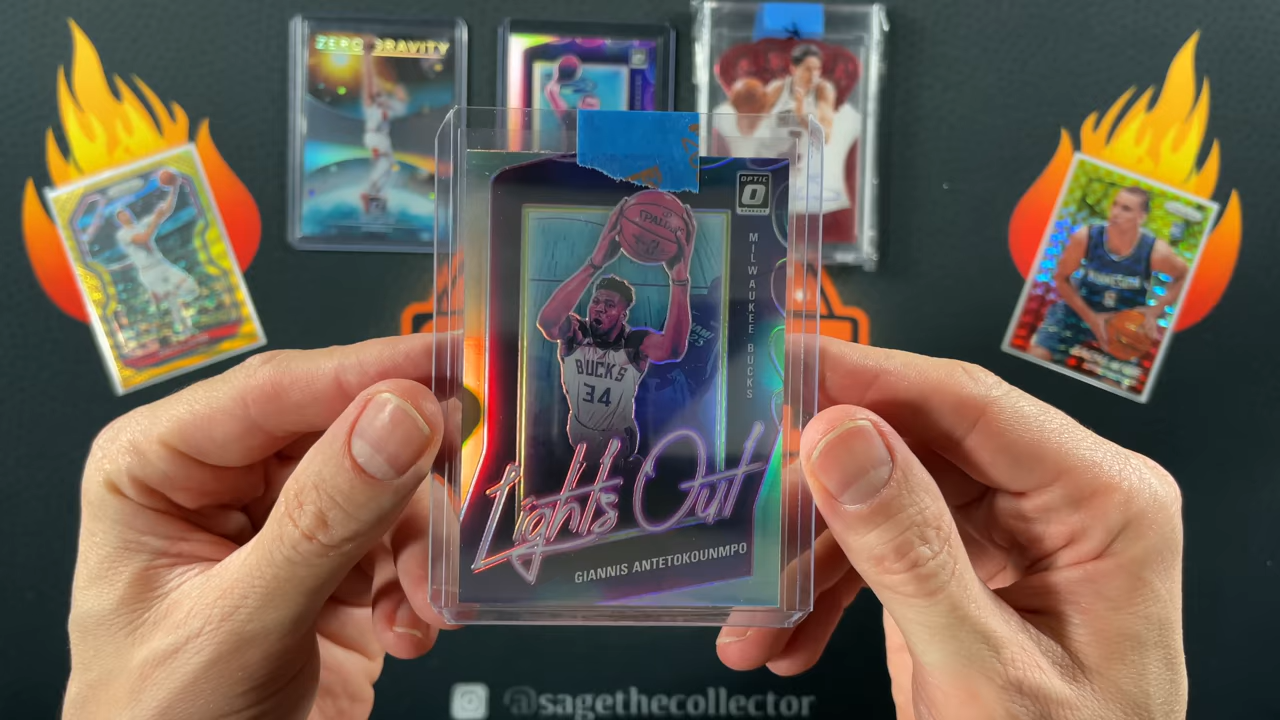 ZERO GRAVITY
OPTIC
O
MILWAUKEE BUCKS
SPALDING
BUCKS
34
Lights Out
GIANNIS ANTETOKOUNMPO
@sagethecollector